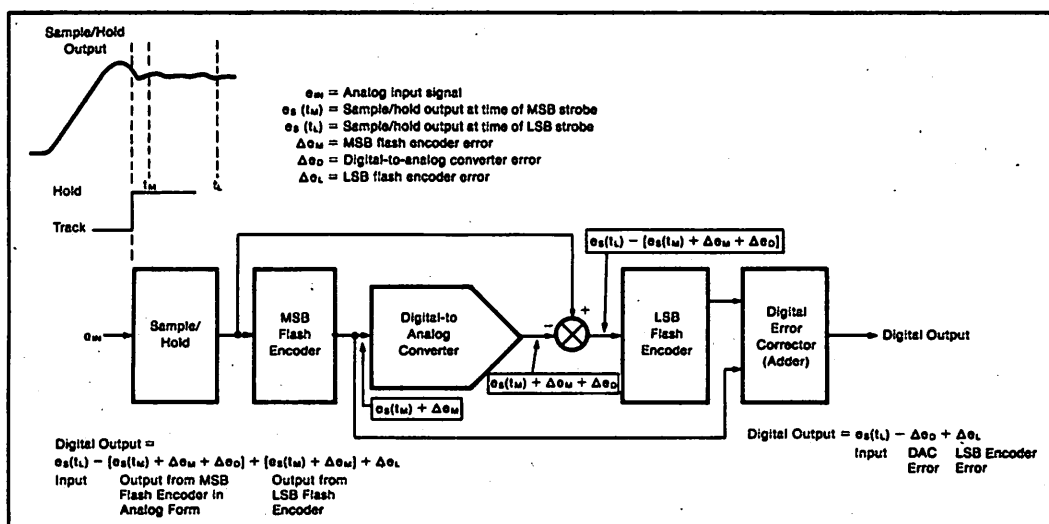 Sample/Hold
Output
e_IN = Analog input signal
e_S (t_M) = Sample/hold output at time of MSB strobe
e_S (t_L) = Sample/hold output at time of LSB strobe
Δe_M = MSB flash encoder error
Δe_D = Digital-to-analog converter error
Δe_L = LSB flash encoder error
t_M
t_L
Hold
Track
e_S(t_L) – [e_S(t_M) + Δe_M + Δe_D]
e_IN
Sample/
Hold
MSB
Flash
Encoder
Digital-to
Analog
Converter
–
+
LSB
Flash
Encoder
Digital
Error
Corrector
(Adder)
Digital Output
e_S(t_M) + Δe_M + Δe_D
e_S(t_M) + Δe_M
Digital Output =
e_S(t_L) – [e_S(t_M) + Δe_M + Δe_D] + [e_S(t_M) + Δe_M] + Δe_L
Input Output from MSB Output from
Flash Encoder in LSB Flash
Analog Form Encoder
Digital Output = e_S(t_L) – Δe_D + Δe_L
Input DAC LSB Encoder
Error Error